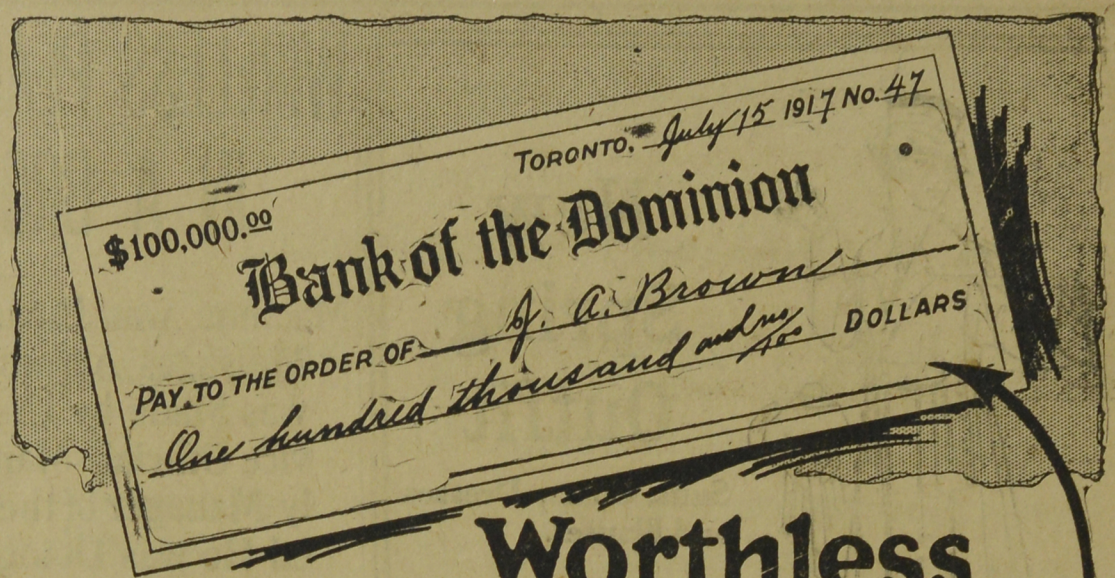 TORONTO, July 15 1917 No. 47
$100,000.00
Bank of the Dominion
PAY TO THE ORDER OF J. A. Brown
One hundred thousand and no/100 DOLLARS
Worthless